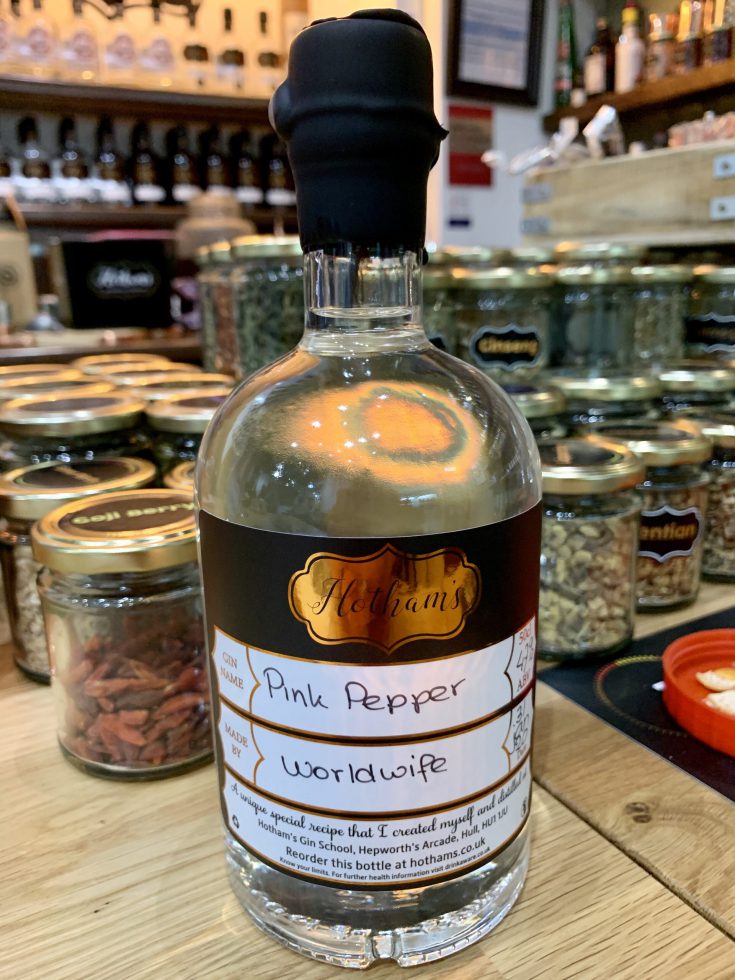 Hotham's
Ginseng
Goji Berry
entian
Hotham's
GIN
NAME
Pink Pepper
50cl
47%
ABV
MADE
BY
Worldwife
A unique special recipe that I created myself and distilled at
Hotham's Gin School, Hepworth's Arcade, Hull, HU1 1JU
Reorder this bottle at hothams.co.uk
Know your limits. For further health information visit drinkaware.co.uk